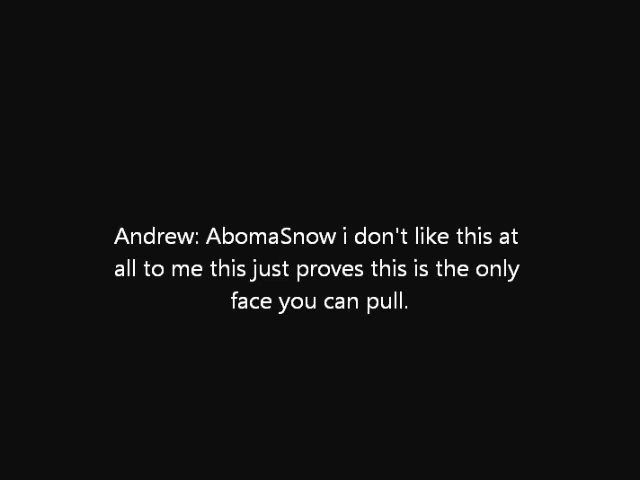 Andrew: AbomaSnow i don't like this at
all to me this just proves this is the only
face you can pull.